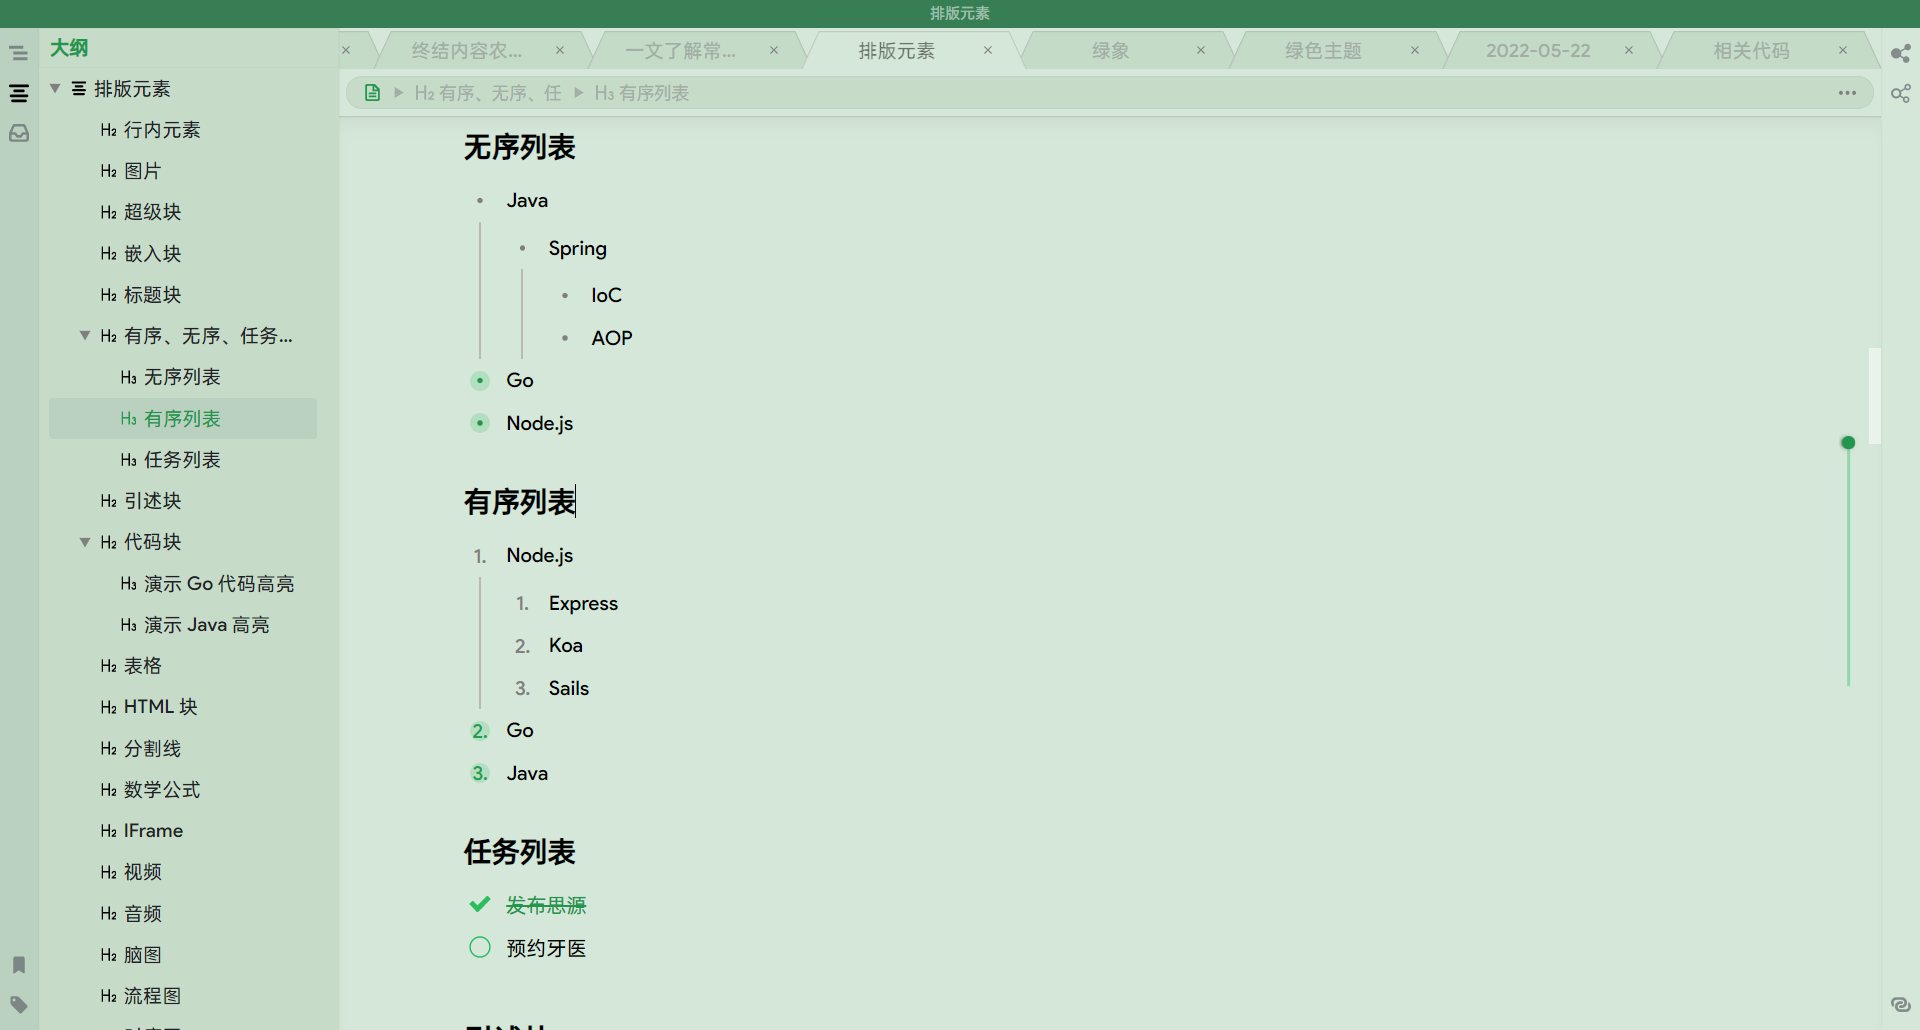 排版元素
大纲
排版元素
H2 行内元素
H2 图片
H2 超级块
H2 嵌入块
H2 标题块
H2 有序、无序、任务...
H3 无序列表
H3 有序列表
H3 任务列表
H2 引述块
H2 代码块
H3 演示 Go 代码高亮
H3 演示 Java 高亮
H2 表格
H2 HTML 块
H2 分割线
H2 数学公式
H2 IFrame
H2 视频
H2 音频
H2 脑图
H2 流程图
× 终结内容农... × 一文了解常... × 排版元素 × 绿象 × 绿色主题 × 2022-05-22 × 相关代码 ×
H2 有序、无序、任 H3 有序列表 •••
无序列表
• Java
• Spring
• IoC
• AOP
• Go
• Node.js
有序列表
1. Node.js
1. Express
2. Koa
3. Sails
2. Go
3. Java
任务列表
发布思源
预约牙医